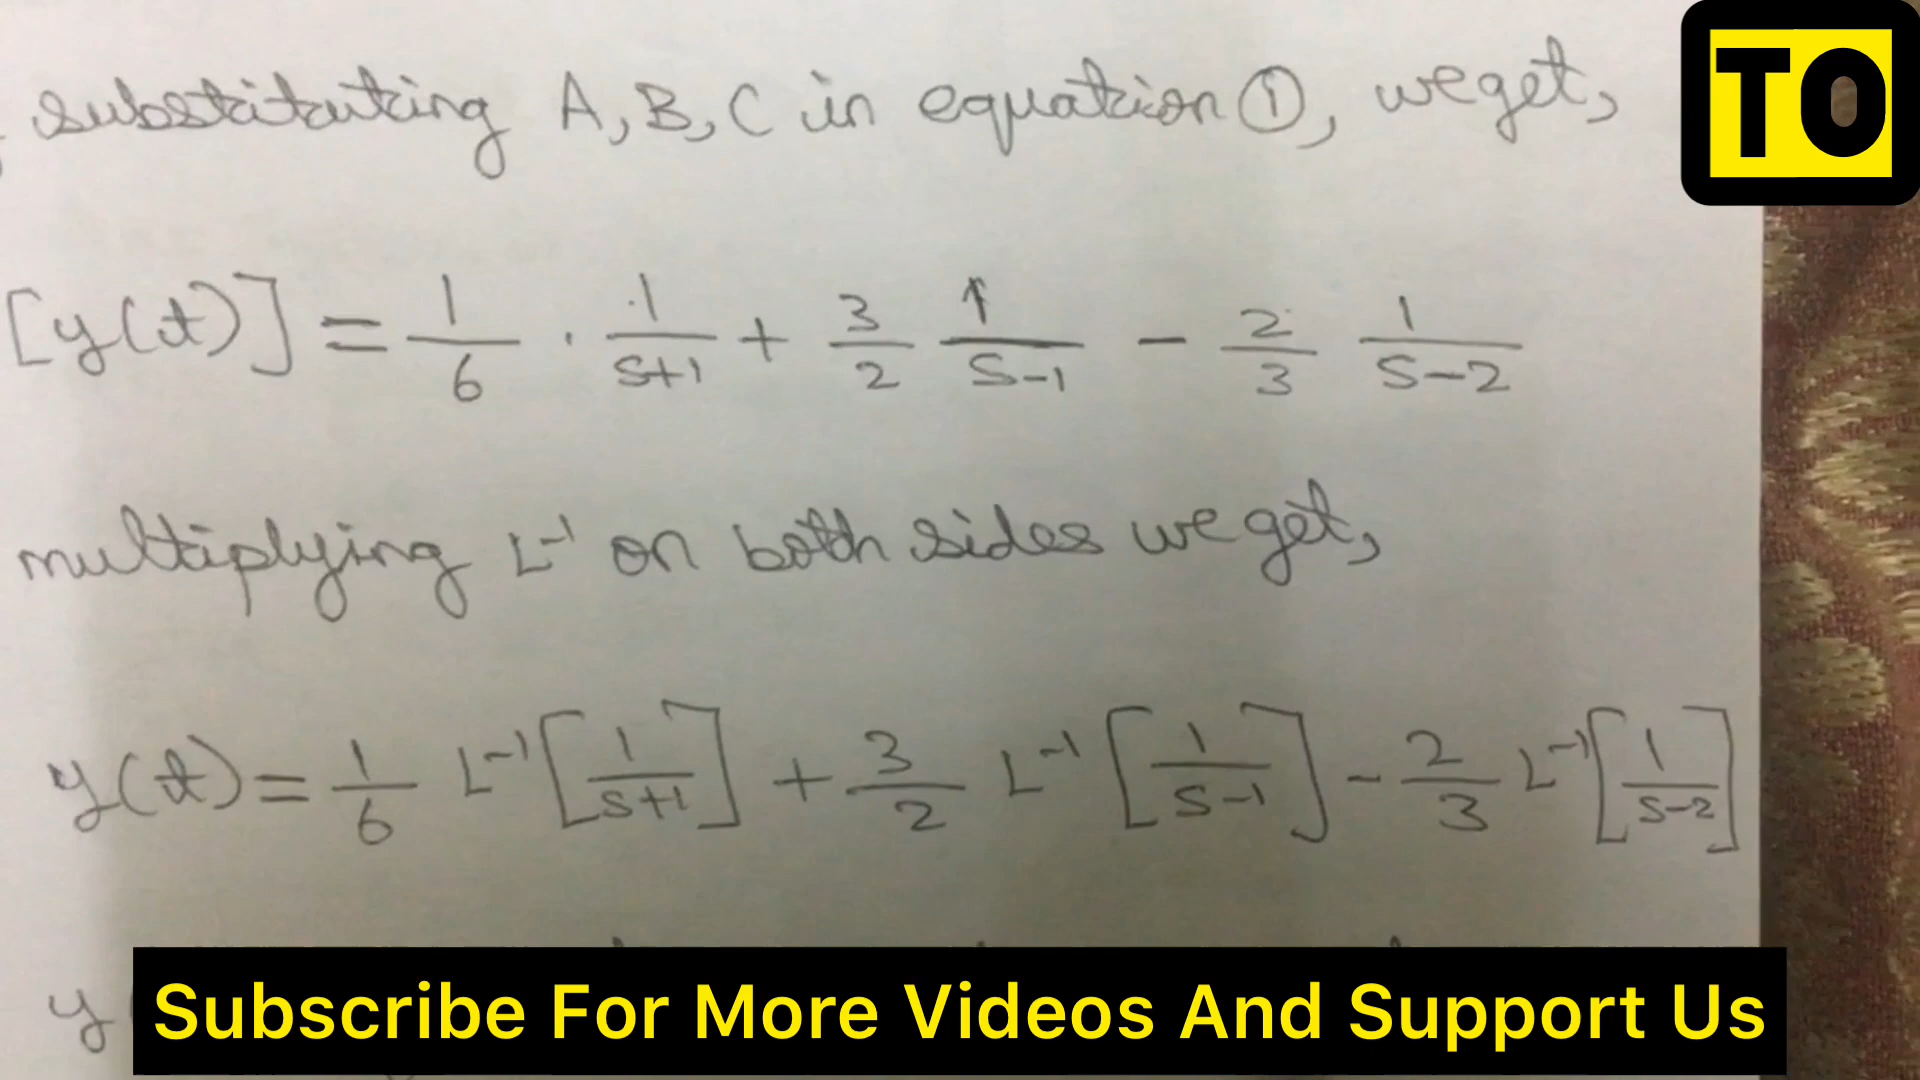 substituting A, B, C in equation ①, we get,
TO
[y(t)] = 1/6 · 1/s+1 + 3/2 1/s-1 - 2/3 1/s-2
multiplying L⁻¹ on both sides we get,
y(t) = 1/6 L⁻¹[1/s+1] + 3/2 L⁻¹[1/s-1] - 2/3 L⁻¹[1/s-2]
y
Subscribe For More Videos And Support Us